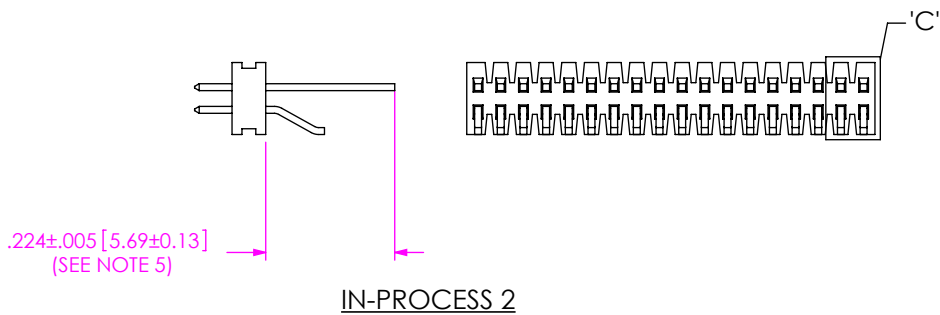 'C'
.224±.005 [5.69±0.13]
(SEE NOTE 5)
IN-PROCESS 2